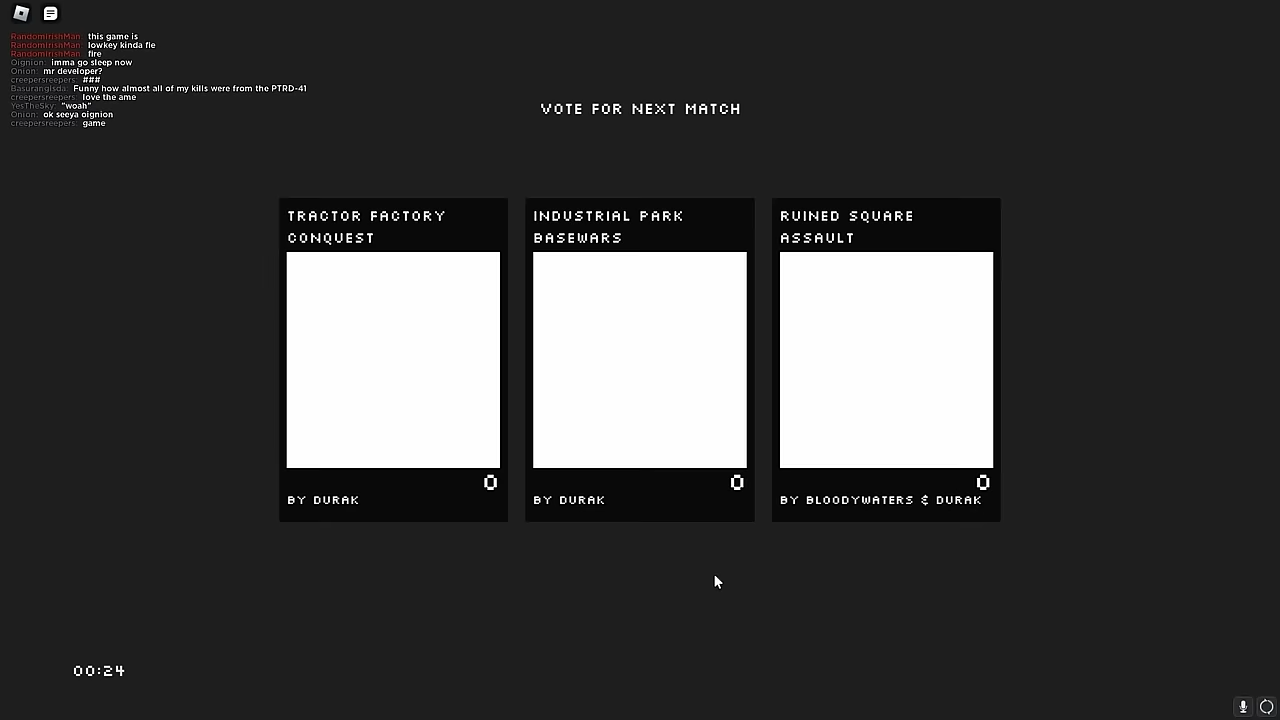 RandomirishMan: this game is
RandomirishMan: lowkey kinda fie
RandomirishMan: fire
Oignion: imma go sleep now
Onion: mr developer?
creepersreepers: ###
Basurangisda: Funny how almost all of my kills were from the PTRD-41
creepersreepers: love the ame
YesTheSky: "woah"
Onion: ok seeya oignion
creepersreepers: game
VOTE FOR NEXT MATCH
TRACTOR FACTORY
CONQUEST
0
BY DURAK
INDUSTRIAL PARK
BASEWARS
0
BY DURAK
RUINED SQUARE
ASSAULT
0
BY BLOODYWATERS & DURAK
00:24